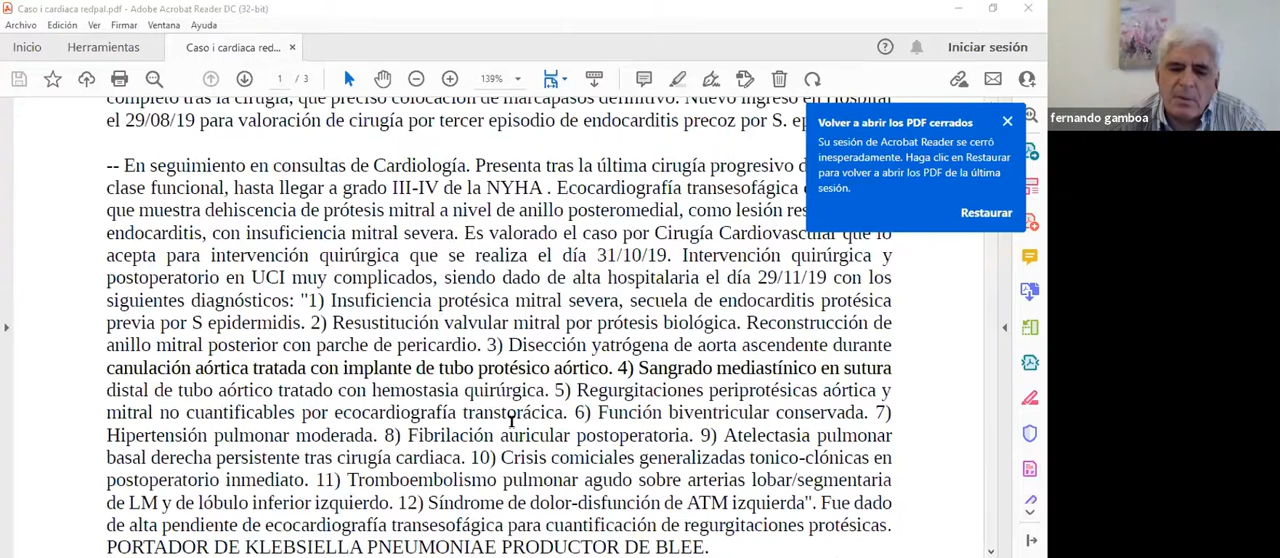 Caso i cardiaca redpal.pdf - Adobe Acrobat Reader DC (32-bit)
Archivo Edición Ver Firmar Ventana Ayuda
Inicio Herramientas Caso i cardiaca red... × Iniciar sesión
1 / 3 139%
fernando gamboa
completo tras la cirugía, que precisó colocación de marcapasos definitivo. Nuevo ingreso en Hospital
el 29/08/19 para valoración de cirugía por tercer episodio de endocarditis precoz por S.
Volver a abrir los PDF cerrados
Su sesión de Acrobat Reader se cerró
inesperadamente. Haga clic en Restaurar
para volver a abrir los PDF de la última
sesión.
Restaurar
-- En seguimiento en consultas de Cardiología. Presenta tras la última cirugía progresivo
clase funcional, hasta llegar a grado III-IV de la NYHA . Ecocardiografía transesofágica
que muestra dehiscencia de prótesis mitral a nivel de anillo posteromedial, como lesión
endocarditis, con insuficiencia mitral severa. Es valorado el caso por Cirugía Cardiovascular que lo
acepta para intervención quirúrgica que se realiza el día 31/10/19. Intervención quirúrgica y
postoperatorio en UCI muy complicados, siendo dado de alta hospitalaria el día 29/11/19 con los
siguientes diagnósticos: "1) Insuficiencia protésica mitral severa, secuela de endocarditis protésica
previa por S epidermidis. 2) Resustitución valvular mitral por prótesis biológica. Reconstrucción de
anillo mitral posterior con parche de pericardio. 3) Disección yatrógena de aorta ascendente durante
canulación aórtica tratada con implante de tubo protésico aórtico. 4) Sangrado mediastínico en sutura
distal de tubo aórtico tratado con hemostasia quirúrgica. 5) Regurgitaciones periprotésicas aórtica y
mitral no cuantificables por ecocardiografía transtorácica. 6) Función biventricular conservada. 7)
Hipertensión pulmonar moderada. 8) Fibrilación auricular postoperatoria. 9) Atelectasia pulmonar
basal derecha persistente tras cirugía cardiaca. 10) Crisis comiciales generalizadas tonico-clónicas en
postoperatorio inmediato. 11) Tromboembolismo pulmonar agudo sobre arterias lobar/segmentaria
de LM y de lóbulo inferior izquierdo. 12) Síndrome de dolor-disfunción de ATM izquierda". Fue dado
de alta pendiente de ecocardiografía transesofágica para cuantificación de regurgitaciones protésicas.
PORTADOR DE KLEBSIELLA PNEUMONIAE PRODUCTOR DE BLEE.